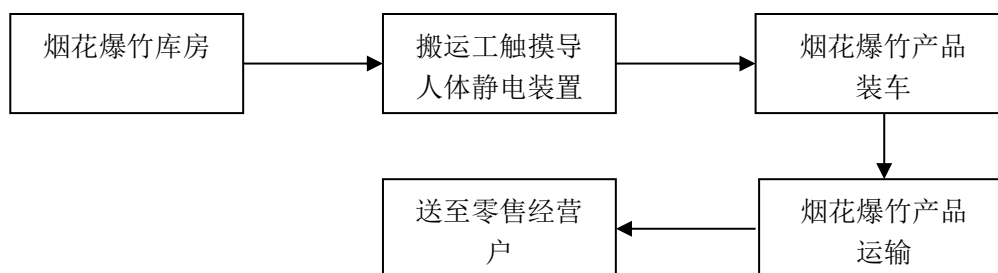 烟花爆竹库房
搬运工触摸导
人体静电装置
烟花爆竹产品
装车
送至零售经营
户
烟花爆竹产品
运输